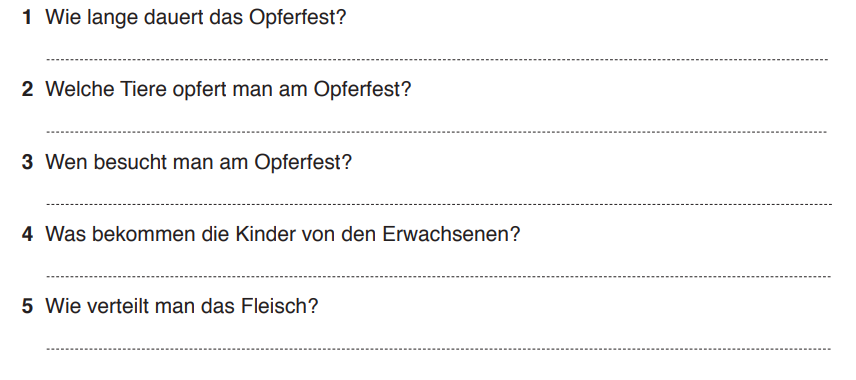 1 Wie lange dauert das Opferfest?
2 Welche Tiere opfert man am Opferfest?
3 Wen besucht man am Opferfest?
4 Was bekommen die Kinder von den Erwachsenen?
5 Wie verteilt man das Fleisch?